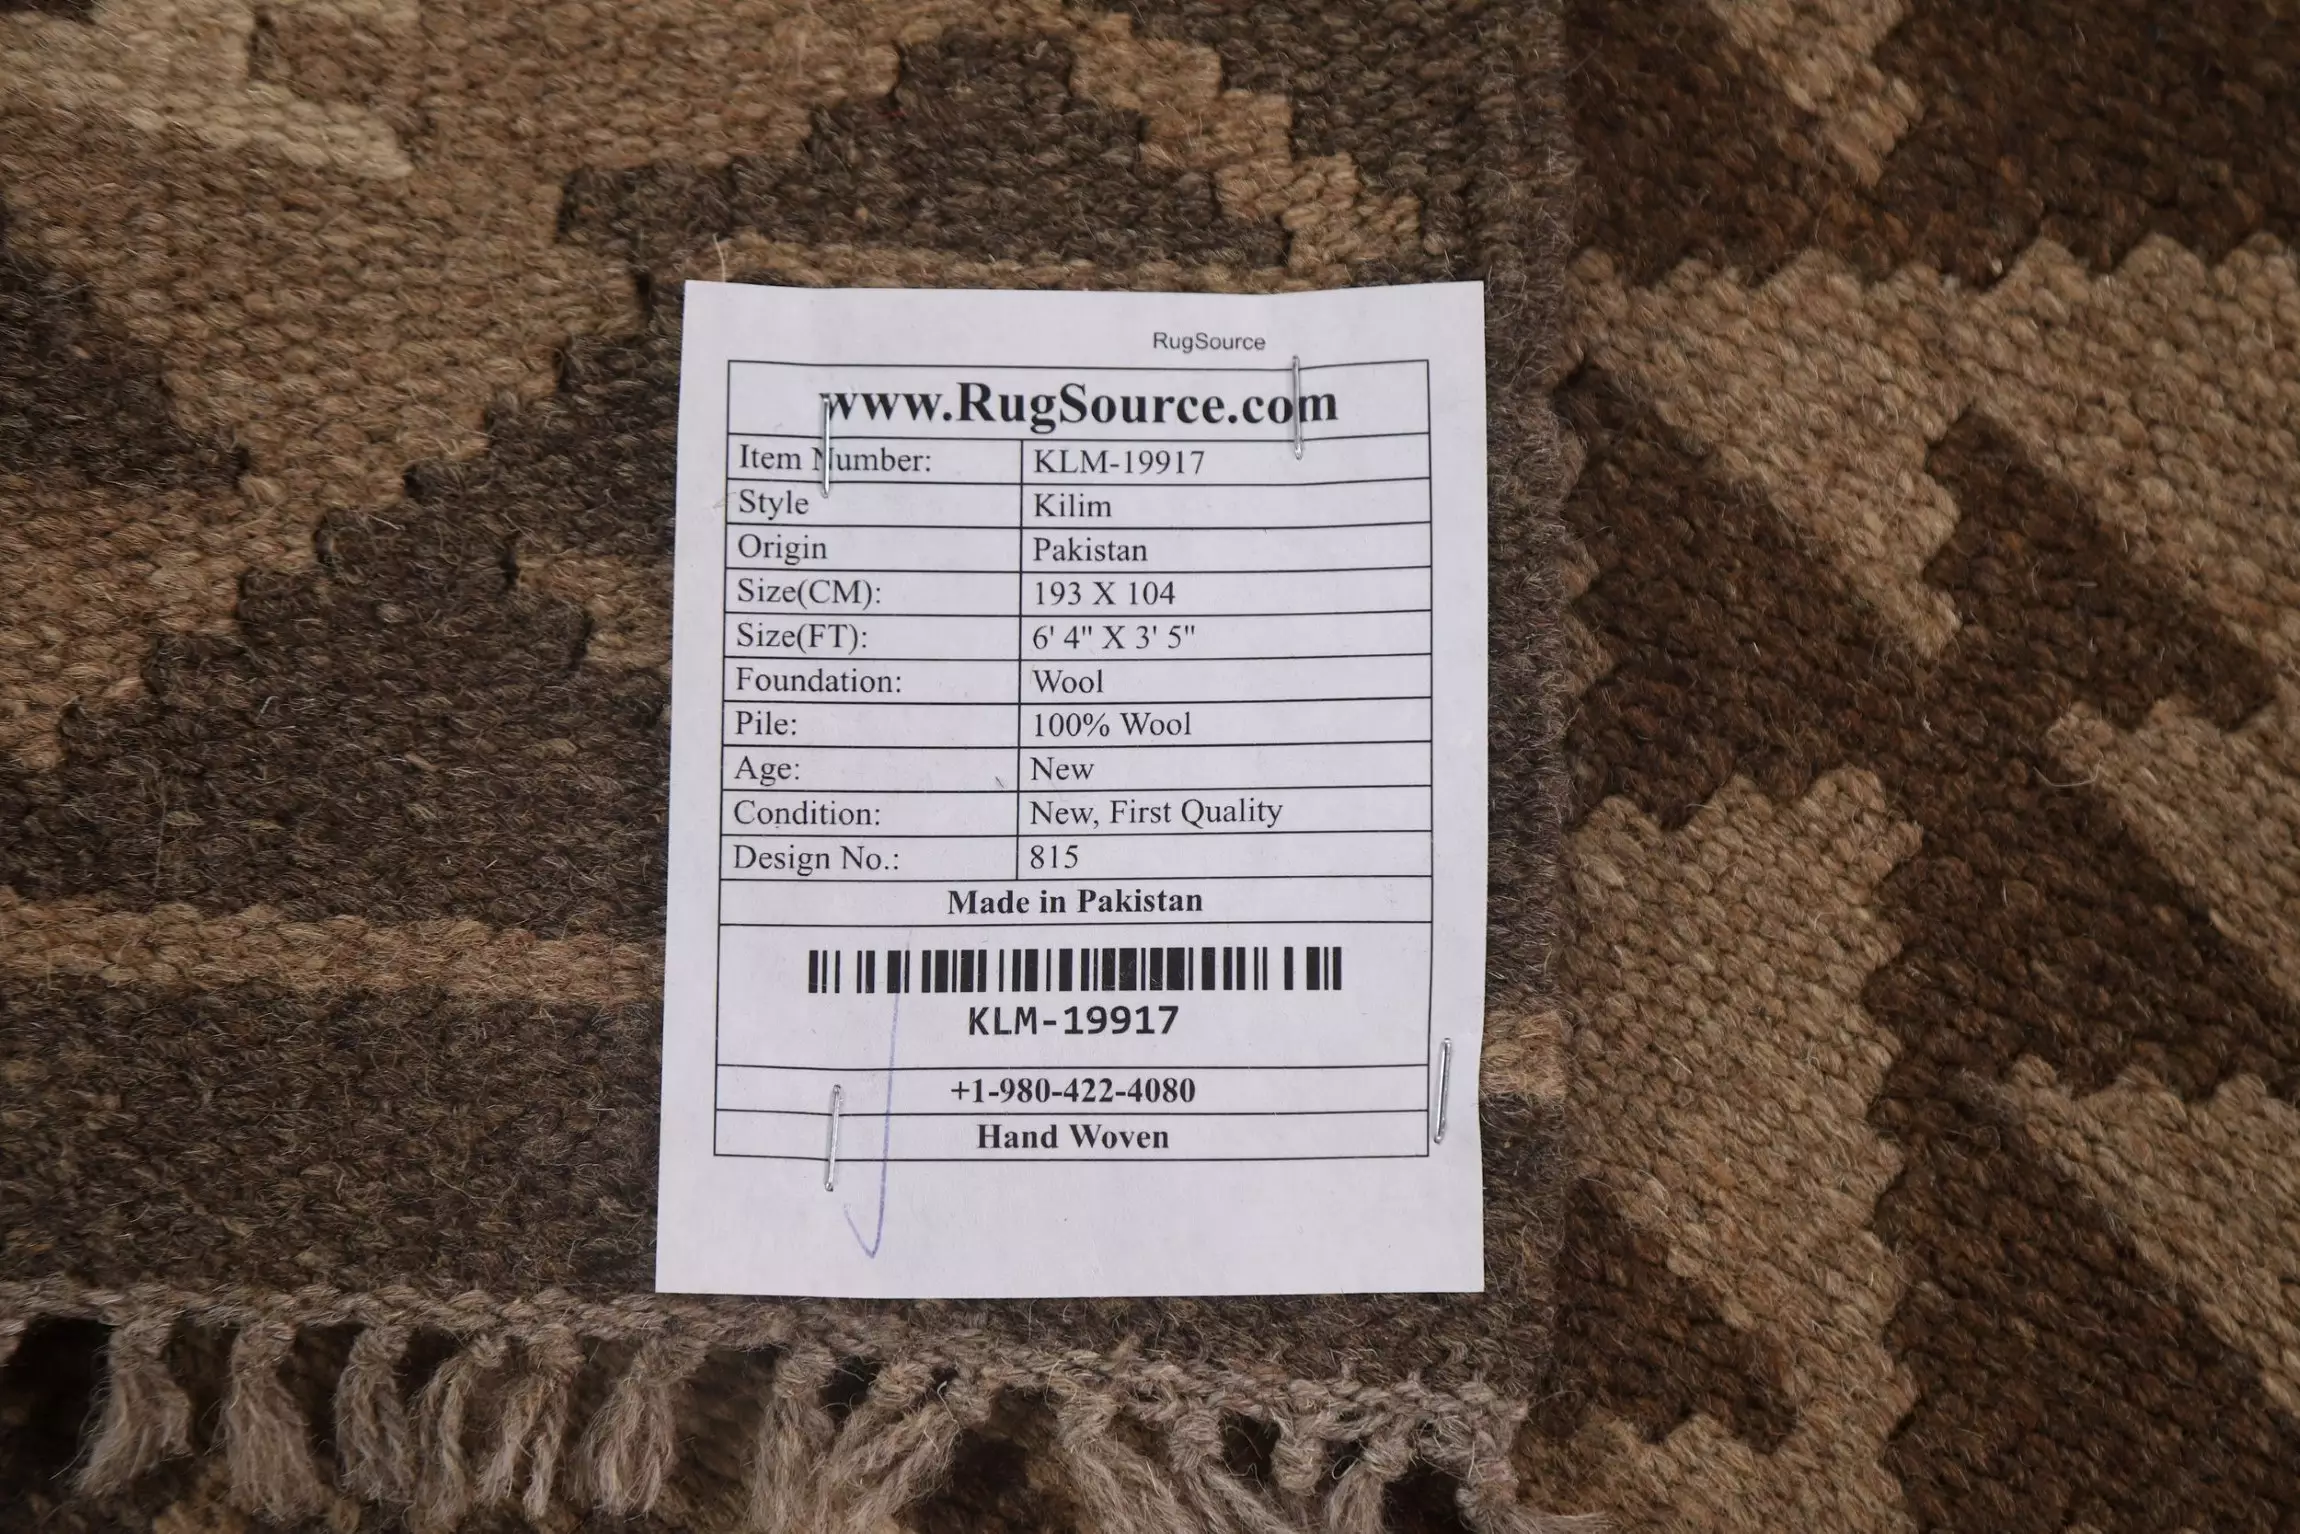 RugSource
www.RugSource.com
Item Number: KLM-19917
Style Kilim
Origin Pakistan
Size(CM): 193 X 104
Size(FT): 6' 4" X 3' 5"
Foundation: Wool
Pile: 100% Wool
Age: New
Condition: New, First Quality
Design No.: 815
Made in Pakistan
KLM-19917
+1-980-422-4080
Hand Woven